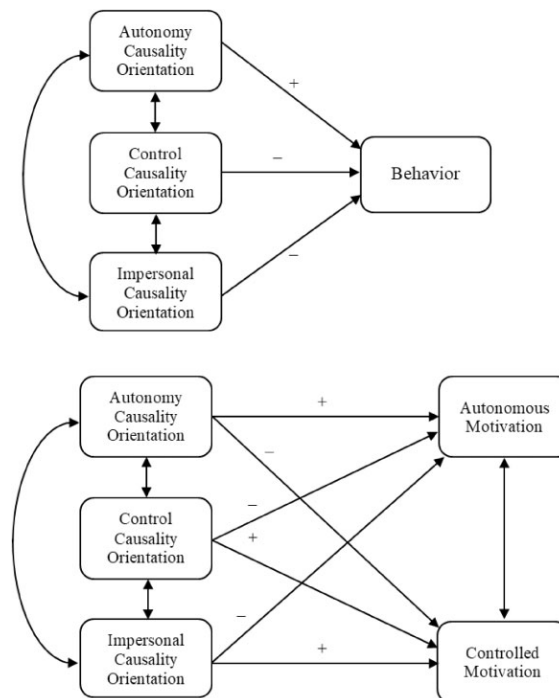 Autonomy
Causality
Orientation
+
Control
Causality
Orientation
−
Behavior
Impersonal
Causality
Orientation
−
Autonomy
Causality
Orientation
+
Autonomous
Motivation
−
Control
Causality
Orientation
−
+
Impersonal
Causality
Orientation
−
+
Controlled
Motivation